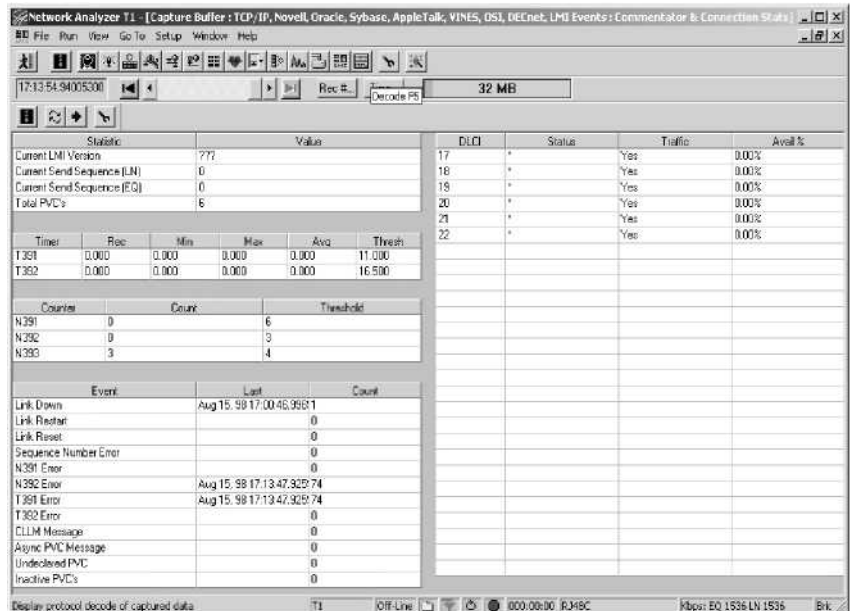 Network Analyzer T1 - [Capture Buffer : TCP/IP, Novell, Oracle, Sybase, AppleTalk, VINES, OSI, DECnet, LMI Events : Commentator & Connection Stats]
File Run View Go To Setup Window Help
17:13:54.94005300 Rec #... 32 MB
Decode F5
Statistic Value
Current LMI Version ???
Current Send Sequence (LN) 0
Current Send Sequence (EQ) 0
Total PVC's 6
Timer Rec Min Max Avg Thresh
T391 0.000 0.000 0.000 0.000 11.000
T392 0.000 0.000 0.000 0.000 16.500
Counter Count Threshold
N391 0 6
N392 0 3
N393 3 4
Event Last Count
Link Down Aug 15, 98 17:00:46.996 1
Link Restart 0
Link Reset 0
Sequence Number Error 0
N391 Error 0
N392 Error Aug 15, 98 17:13:47.925 74
T391 Error Aug 15, 98 17:13:47.925 74
T392 Error 0
CLLM Message 0
Async PVC Message 0
Undeclared PVC 0
Inactive PVC's 0
DLCI Status Traffic Avail %
17 * Yes 0.00%
18 * Yes 0.00%
19 * Yes 0.00%
20 * Yes 0.00%
21 * Yes 0.00%
22 * Yes 0.00%
Display protocol decode of captured data T1 Off-Line 000:00:00 RJ48C Kbps: EQ 1536 LN 1536 Brk